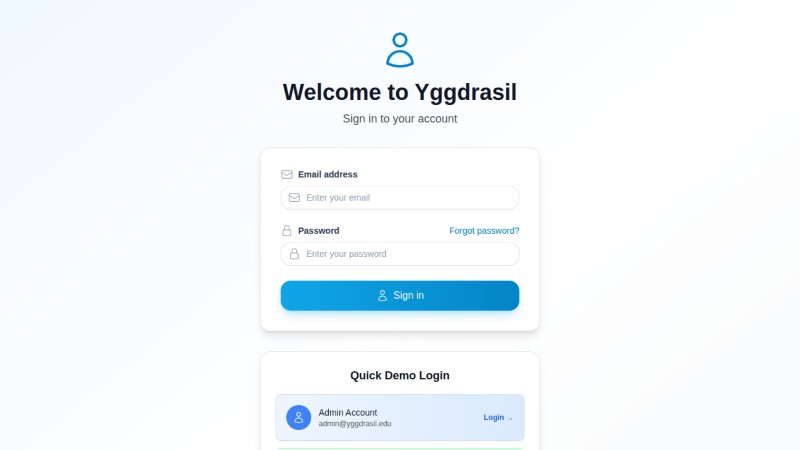 Welcome to Yggdrasil
Sign in to your account
Email address
Enter your email
Password
Forgot password?
Enter your password
Sign in
Quick Demo Login
Admin Account
admin@yggdrasil.edu
Login →